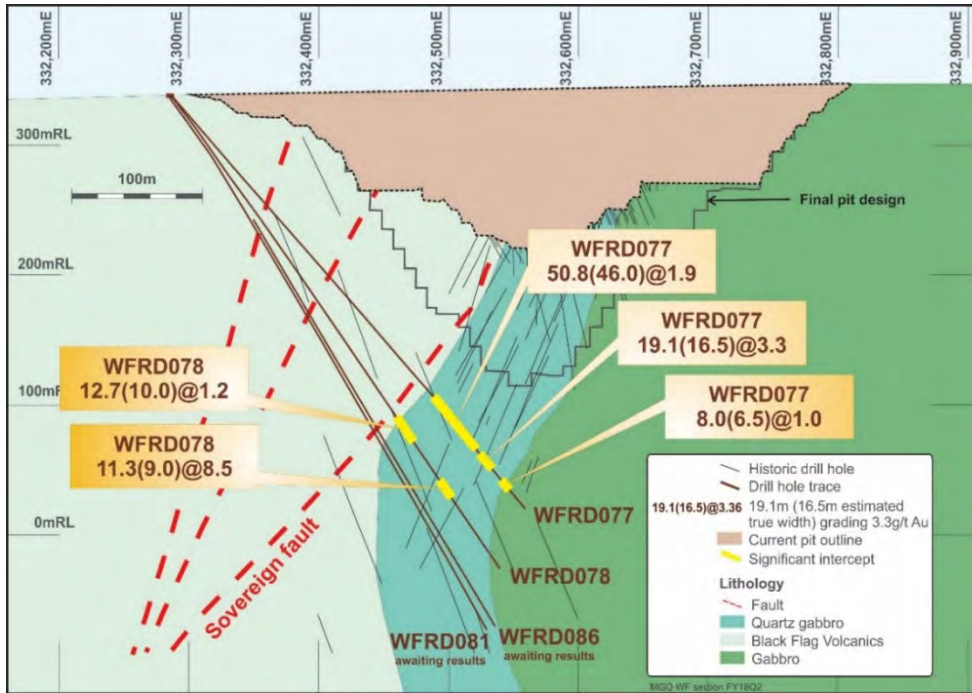 332,200mE
332,300mE
332,400mE
332,500mE
332,600mE
332,700mE
332,800mE
332,900mE
300mRL
100m
Final pit design
200mRL
WFRD077
50.8(46.0)@1.9
WFRD077
19.1(16.5)@3.3
WFRD078
12.7(10.0)@1.2
WFRD077
8.0(6.5)@1.0
WFRD078
11.3(9.0)@8.5
0mRL
Sovereign fault
WFRD077
WFRD078
WFRD081
awaiting results
WFRD086
awaiting results
Historic drill hole
Drill hole trace
19.1(16.5)@3.36 19.1m (16.5m estimated
true width) grading 3.3g/t Au
Current pit outline
Significant intercept
Lithology
Fault
Quartz gabbro
Black Flag Volcanics
Gabbro
MGO WF section FY18Q2